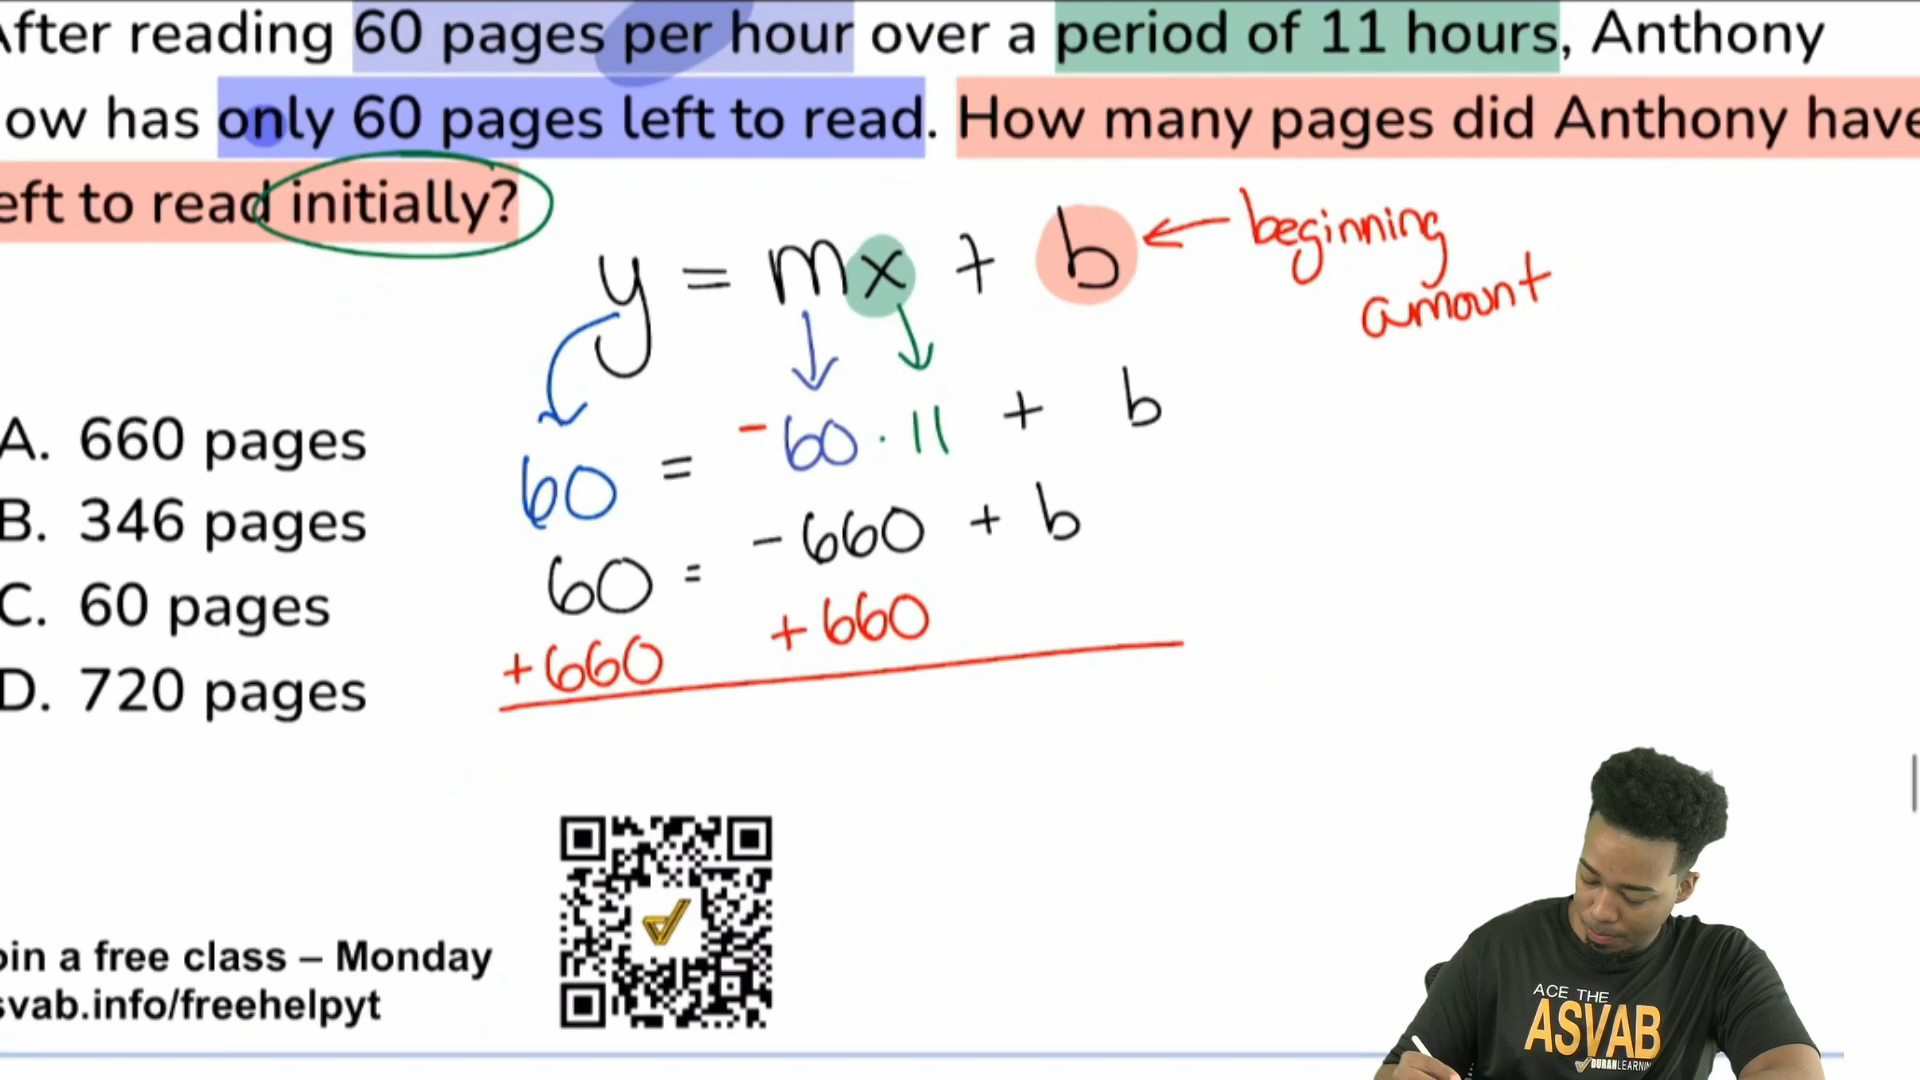 After reading 60 pages per hour over a period of 11 hours, Anthony
ow has only 60 pages left to read. How many pages did Anthony have
eft to read initially?
y = mx + b ← beginning
amount
60 = -60 · 11 + b
60 = -660 + b
+660 +660
A. 660 pages
B. 346 pages
C. 60 pages
D. 720 pages
oin a free class – Monday
svab.info/freehelpyt
ACE THE
ASVAB
DURANLEARNIN